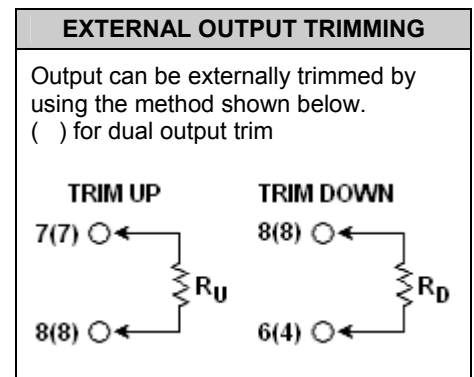 EXTERNAL OUTPUT TRIMMING
Output can be externally trimmed by
using the method shown below.
(  ) for dual output trim
TRIM UP
7(7)
RU
8(8)
TRIM DOWN
8(8)
RD
6(4)